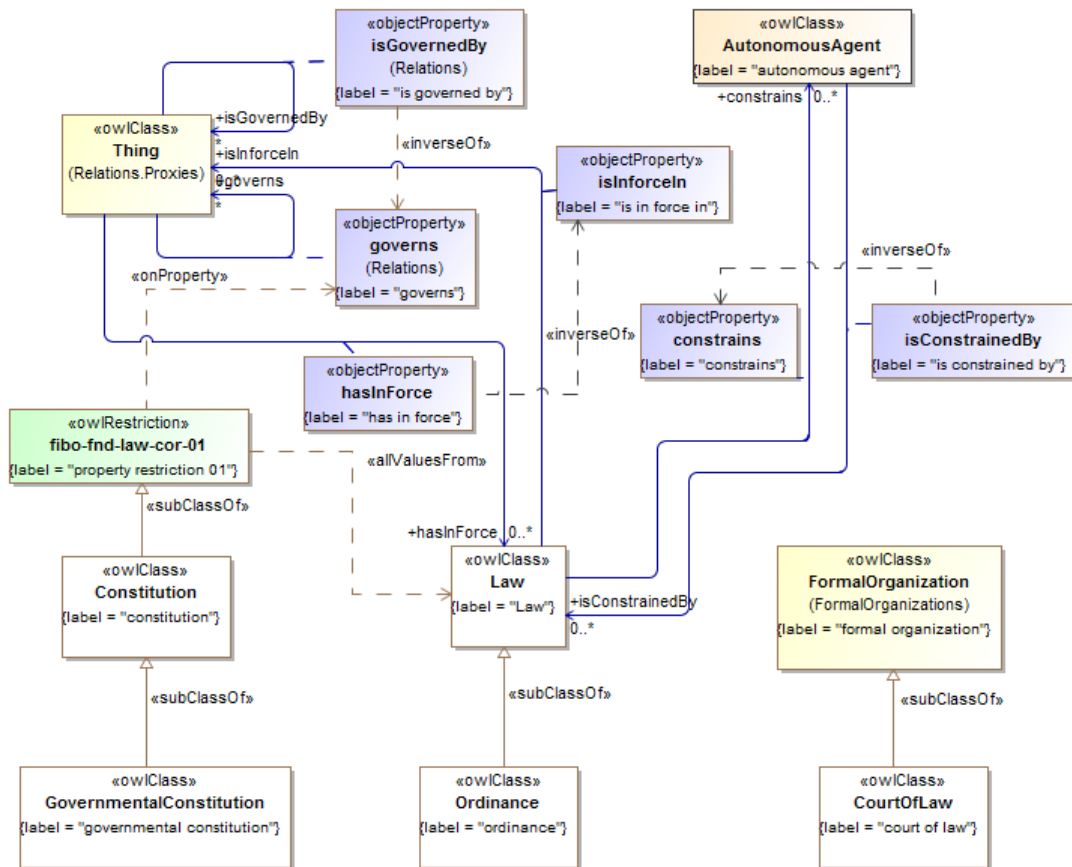 «objectProperty»
isGovernedBy
(Relations)
{label = "is governed by"}
«owlClass»
AutonomousAgent
{label = "autonomous agent"}
+constrains
0..*
+isGovernedBy
*
«owlClass»
Thing
(Relations.Proxies)
+isInforceIn
+governs
*
«inverseOf»
«objectProperty»
isInforceIn
{label = "is in force in"}
«objectProperty»
governs
(Relations)
{label = "governs"}
«onProperty»
«inverseOf»
«inverseOf»
«objectProperty»
constrains
{label = "constrains"}
«objectProperty»
isConstrainedBy
{label = "is constrained by"}
«objectProperty»
hasInForce
{label = "has in force"}
«owlRestriction»
fibo-fnd-law-cor-01
{label = "property restriction 01"}
«allValuesFrom»
«subClassOf»
+hasInForce
0..*
«owlClass»
Constitution
{label = "constitution"}
«owlClass»
Law
{label = "Law"}
+isConstrainedBy
0..*
«owlClass»
FormalOrganization
(FormalOrganizations)
{label = "formal organization"}
«subClassOf»
«subClassOf»
«subClassOf»
«owlClass»
GovernmentalConstitution
{label = "governmental constitution"}
«owlClass»
Ordinance
{label = "ordinance"}
«owlClass»
CourtOfLaw
{label = "court of law"}